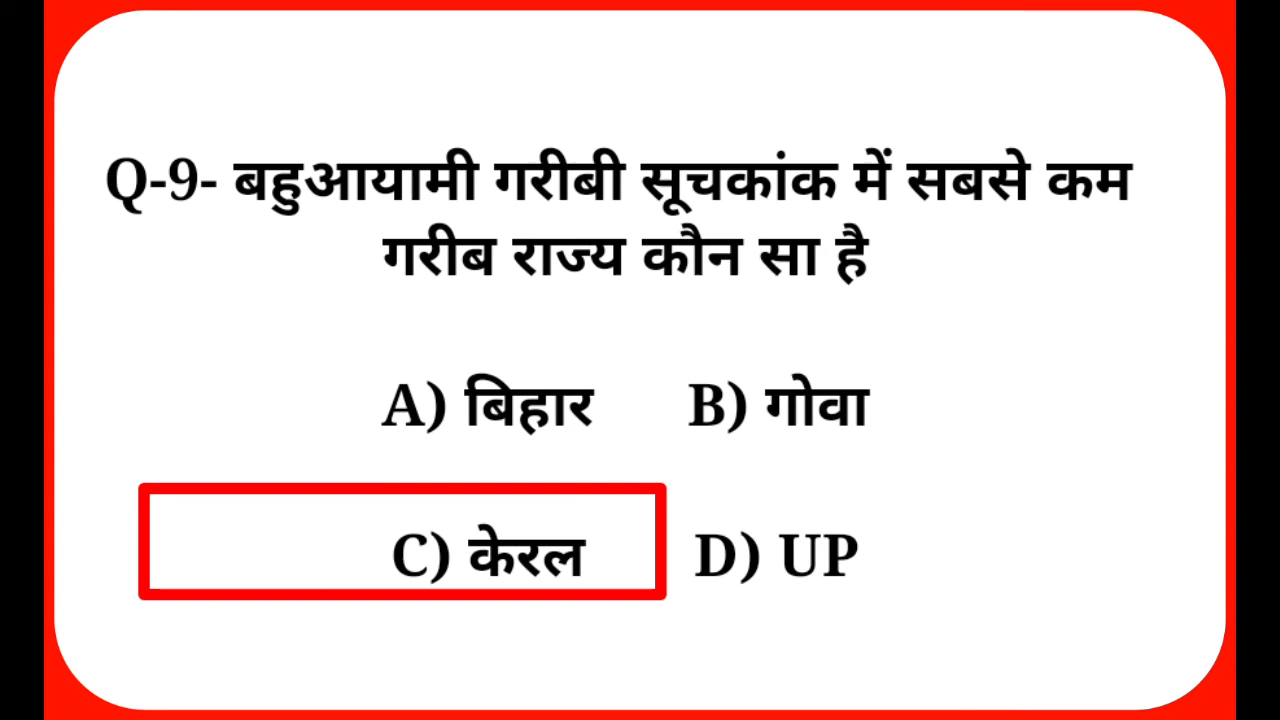 Q-9- बहुआयामी गरीबी सूचकांक में सबसे कम
गरीब राज्य कौन सा है
A) बिहार B) गोवा
C) केरल D) UP